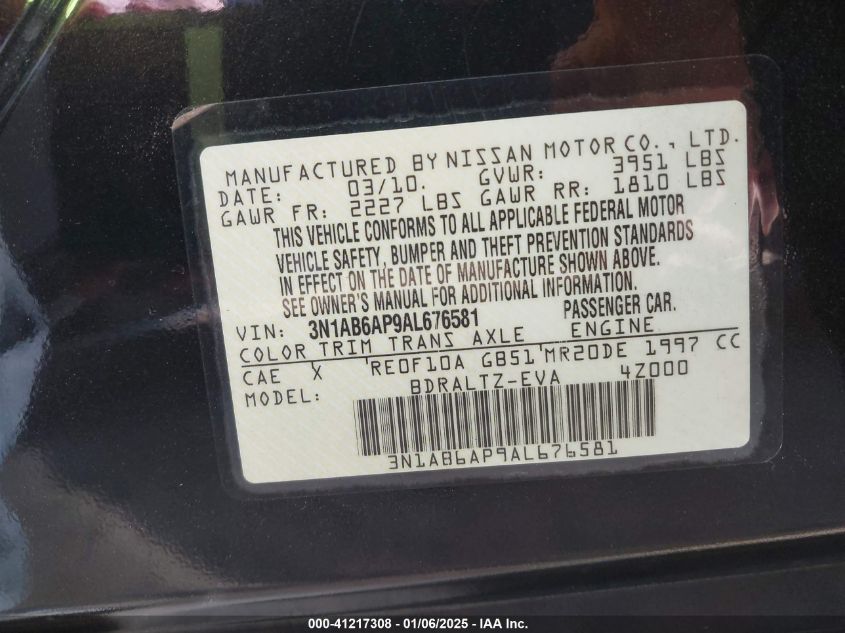 MANUFACTURED BY NISSAN MOTOR CO., LTD.
DATE: 03/10. GVWR: 3951 LBS
GAWR FR: 2227 LBS GAWR RR: 1810 LBS
THIS VEHICLE CONFORMS TO ALL APPLICABLE FEDERAL MOTOR
VEHICLE SAFETY, BUMPER AND THEFT PREVENTION STANDARDS
IN EFFECT ON THE DATE OF MANUFACTURE SHOWN ABOVE.
SEE OWNER'S MANUAL FOR ADDITIONAL INFORMATION.
VIN: 3N1AB6AP9AL676581 PASSENGER CAR.
COLOR TRIM TRANS AXLE ENGINE
CAE X RE0F10A GB51 MR20DE 1997 CC
MODEL: BDRALTZ-EVA 4Z000
3N1AB6AP9AL676581
000-41217308 - 01/06/2025 - IAA Inc.